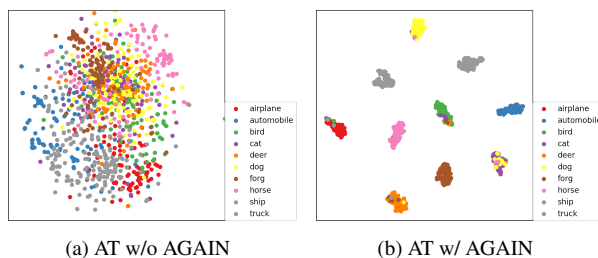 airplane
automobile
bird
cat
deer
dog
forg
horse
ship
truck
airplane
automobile
bird
cat
deer
dog
forg
horse
ship
truck
(a) AT w/o AGAIN
(b) AT w/ AGAIN